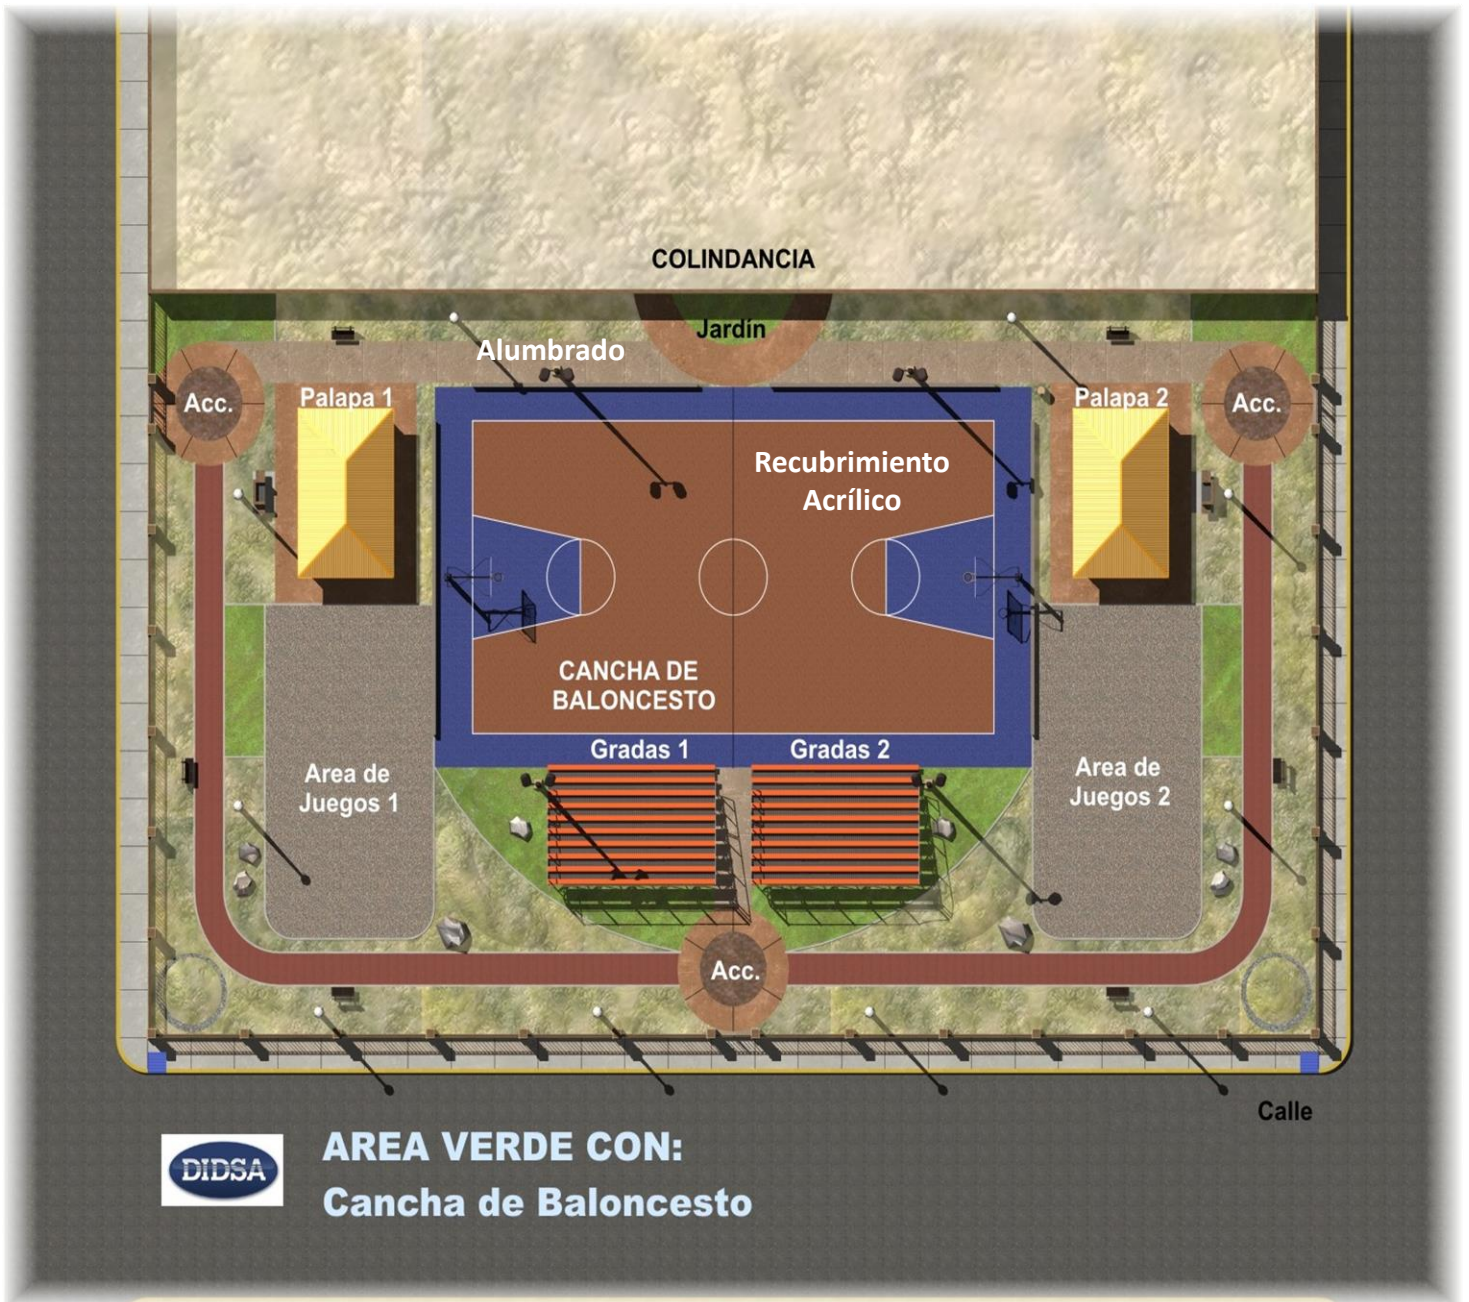 COLINDANCIA
Jardín
Alumbrado
Acc.
Palapa 1
Palapa 2
Acc.
Recubrimiento
Acrílico
CANCHA DE
BALONCESTO
Gradas 1
Gradas 2
Area de
Juegos 1
Area de
Juegos 2
Acc.
Calle
DIDSA
AREA VERDE CON:
Cancha de Baloncesto